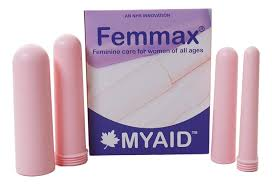 AN NHS INNOVATION
Femmax®
Feminine care for women of all ages
MYAID™